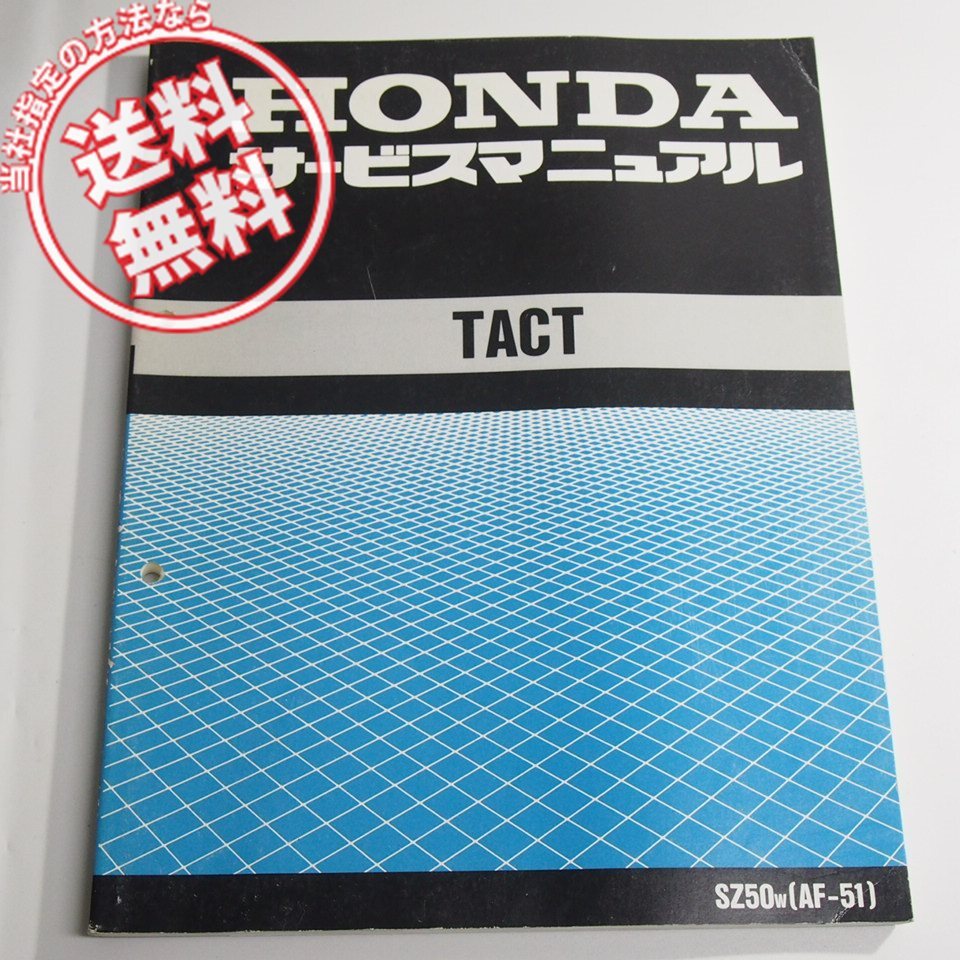 当社指定の方法なら
送料
無料
HONDA
サービスマニュアル
TACT
SZ50W(AF-51)